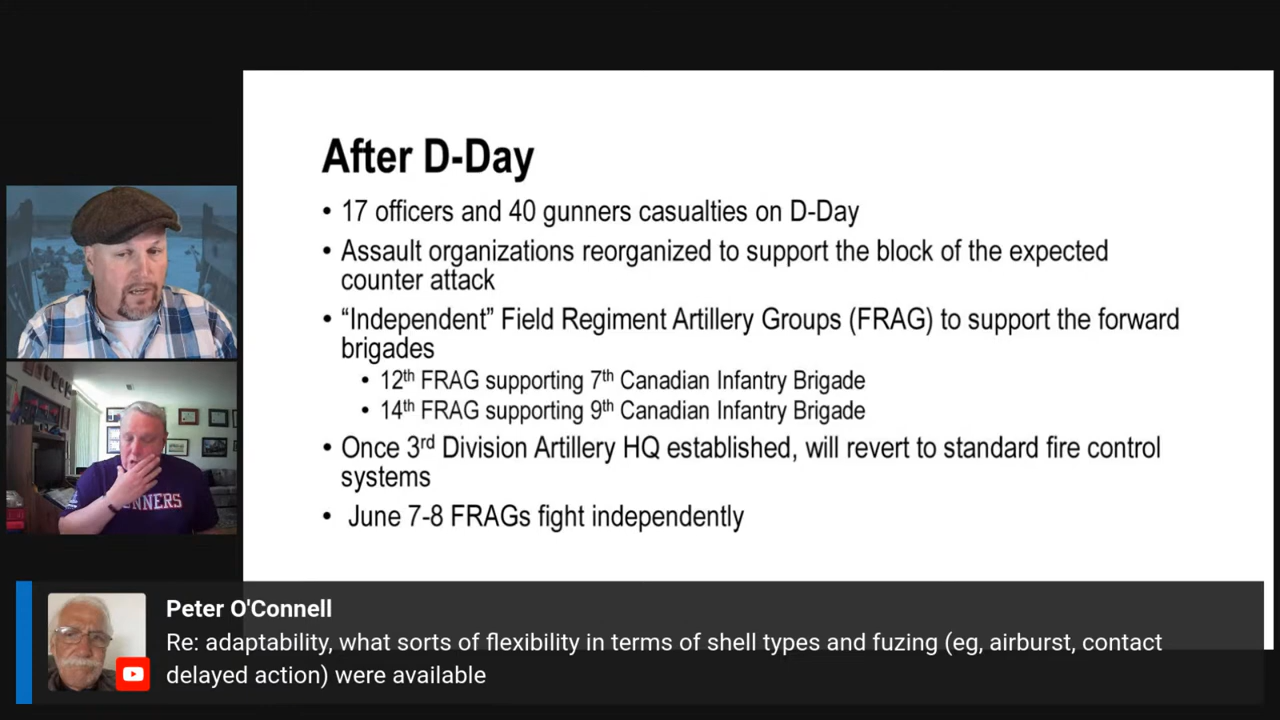 After D-Day
• 17 officers and 40 gunners casualties on D-Day
• Assault organizations reorganized to support the block of the expected
counter attack
• “Independent” Field Regiment Artillery Groups (FRAG) to support the forward
brigades
• 12th FRAG supporting 7th Canadian Infantry Brigade
• 14th FRAG supporting 9th Canadian Infantry Brigade
• Once 3rd Division Artillery HQ established, will revert to standard fire control
systems
• June 7-8 FRAGs fight independently
Peter O'Connell
Re: adaptability, what sorts of flexibility in terms of shell types and fuzing (eg, airburst, contact
delayed action) were available